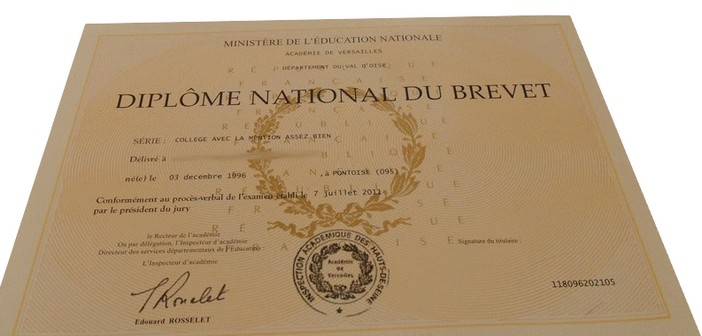 MINISTÈRE DE L'ÉDUCATION NATIONALE
ACADÉMIE DE VERSAILLES
DÉPARTEMENT DU VAL D'OISE
RÉPUBLIQUE
FRANÇAISE
DIPLÔME NATIONAL DU BREVET
SÉRIE : COLLEGE AVEC LA MENTION ASSEZ BIEN
Délivré à
né(e) le 03 decembre 1996 , à PONTOISE (095)
Conformément au procès-verbal de l'examen établi le 7 juillet 2011
par le président du jury
le Recteur de l'académie
Ou par délégation, l'Inspecteur d'académie
Directeur des services départementaux de l'Éducation :
Signature du titulaire :
L'Inspecteur d'académie
INSPECTION ACADÉMIQUE DES HAUTS-DE-SEINE
Académie
de
Versailles
118096202105
Edouard ROSSELET